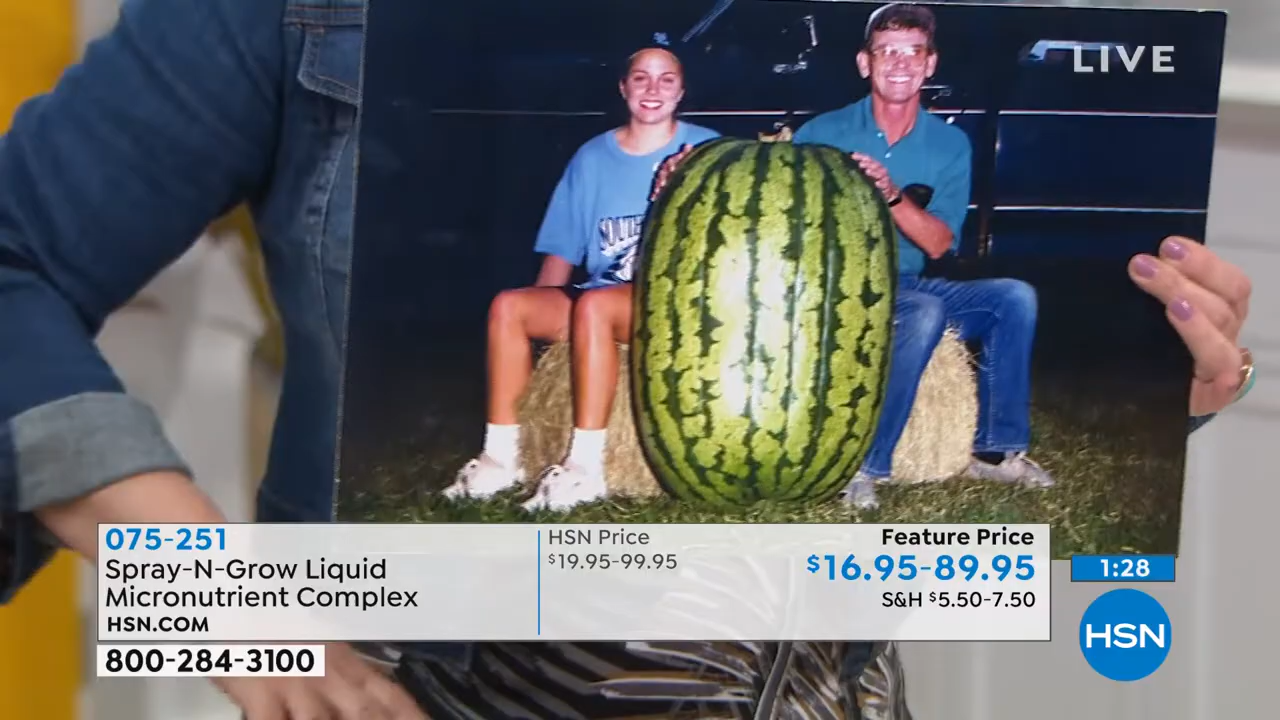 LIVE
SOUTH
075-251
Spray-N-Grow Liquid
Micronutrient Complex
HSN.COM
HSN Price
$19.95-99.95
Feature Price
$16.95-89.95
S&H $5.50-7.50
1:28
HSN
800-284-3100